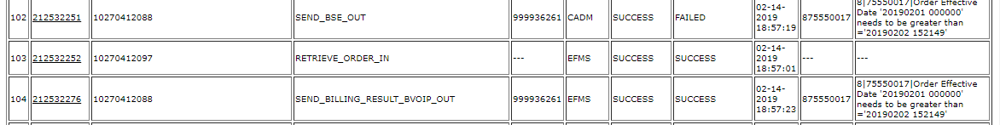 102 212532251 10270412088 SEND_BSE_OUT 999936261 CADM SUCCESS FAILED 02-14-2019 18:57:19 875550017 8|75550017|Order Effective
Date '20190201 000000'
needs to be greater than
='20190202 152149'
103 212532252 10270412097 RETRIEVE_ORDER_IN --- EFMS SUCCESS SUCCESS 02-14-2019 18:57:01 --- ---
104 212532276 10270412088 SEND_BILLING_RESULT_BVOIP_OUT 999936261 EFMS SUCCESS SUCCESS 02-14-2019 18:57:23 875550017 8|75550017|Order Effective
Date '20190201 000000'
needs to be greater than
='20190202 152149'